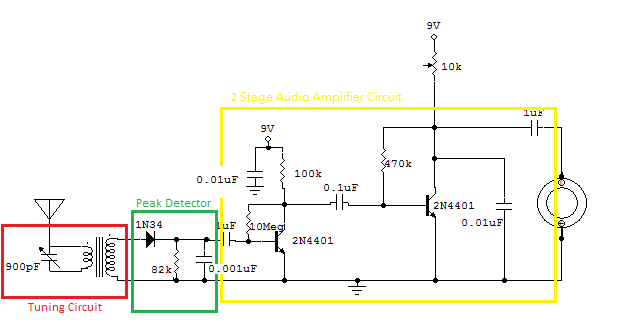 9V
10k
2 Stage Audio Amplifier Circuit
1uF
9V
0.01uF
100k
470k
0.1uF
Peak Detector
1N34
1uF
10Meg
2N4401
2N4401
0.01uF
900pF
82k
0.001uF
Tuning Circuit